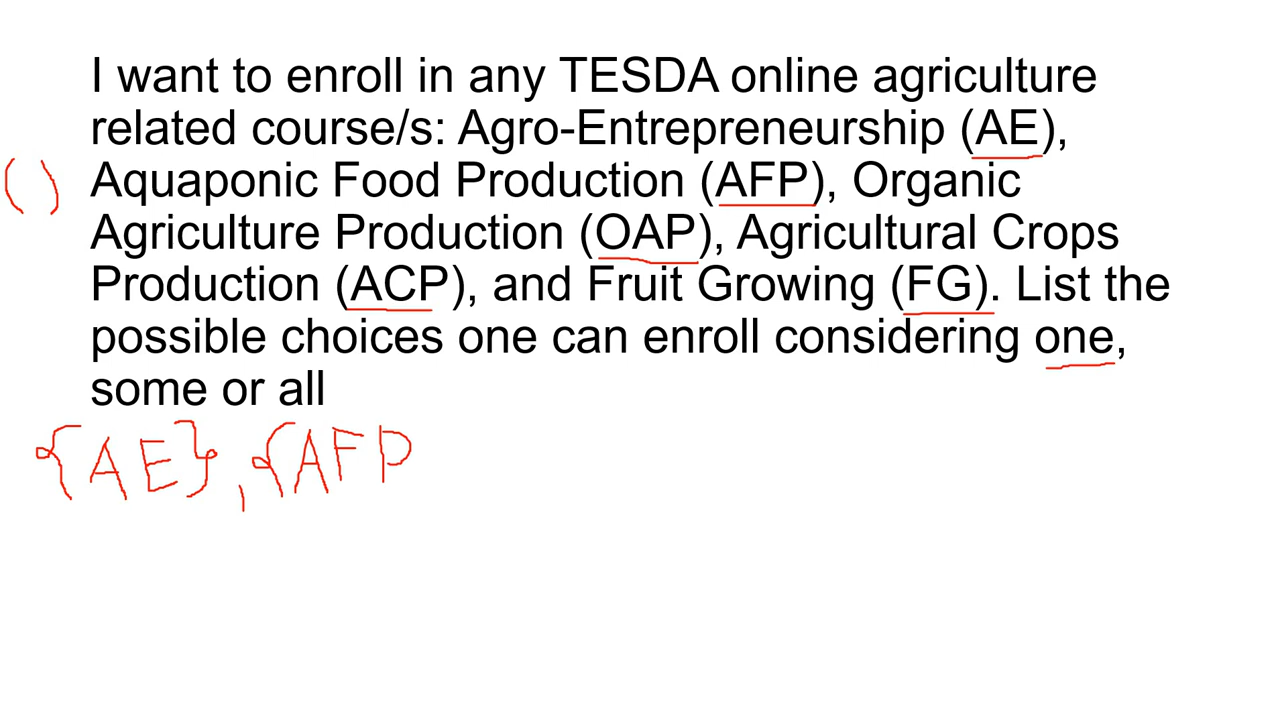 I want to enroll in any TESDA online agriculture
related course/s: Agro-Entrepreneurship (AE),
( ) Aquaponic Food Production (AFP), Organic
Agriculture Production (OAP), Agricultural Crops
Production (ACP), and Fruit Growing (FG). List the
possible choices one can enroll considering one,
some or all
{AE}, {AFP